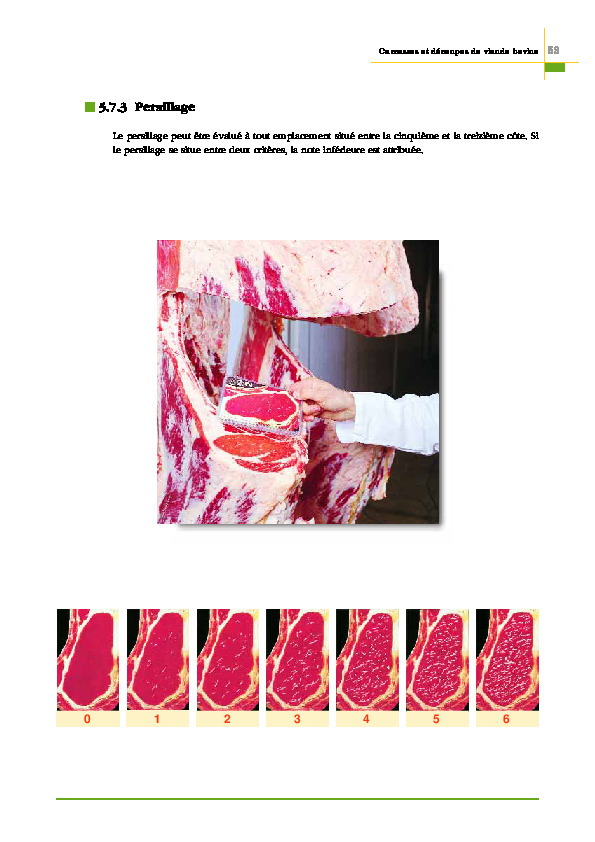 Carcasses et découpes de viande bovine 53
5.7.3 Persillage
Le persillage peut être évalué à tout emplacement situé entre la cinquième et la treizième côte. Si
le persillage se situe entre deux critères, la note inférieure est attribuée.
0 1 2 3 4 5 6